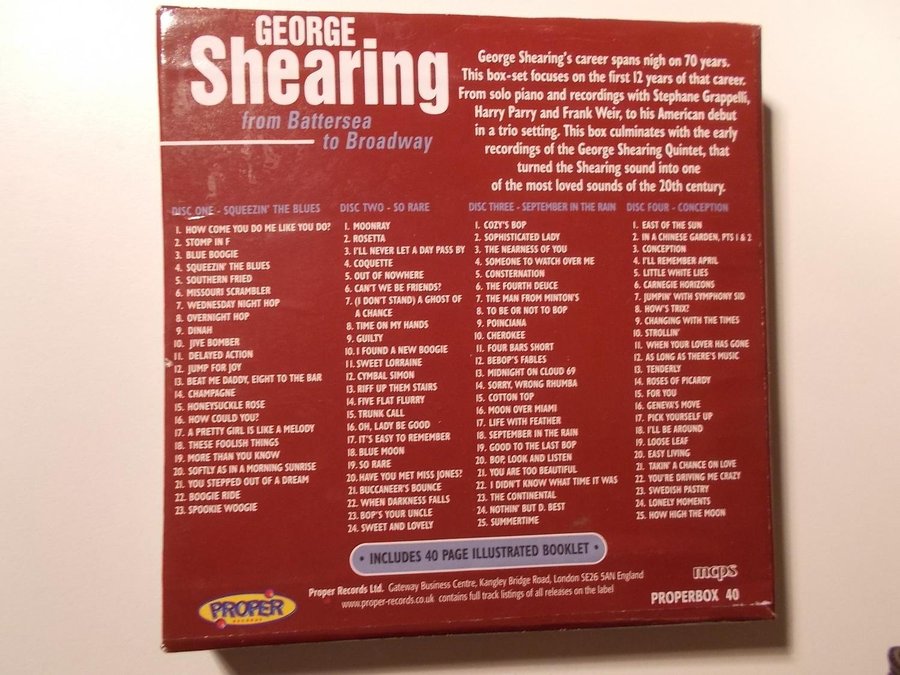 GEORGE
Shearing
from Battersea
to Broadway
George Shearing's career spans nigh on 70 years.
This box-set focuses on the first 12 years of that career.
From solo piano and recordings with Stephane Grappelli,
Harry Parry and Frank Weir, to his American debut
in a trio setting. This box culminates with the early
recordings of the George Shearing Quintet, that
turned the Shearing sound into one
of the most loved sounds of the 20th century.
DISC ONE - SQUEEZIN' THE BLUES
1. HOW COME YOU DO ME LIKE YOU DO?
2. STOMP IN F
3. BLUE BOOGIE
4. SQUEEZIN' THE BLUES
5. SOUTHERN FRIED
6. MISSOURI SCRAMBLER
7. WEDNESDAY NIGHT HOP
8. OVERNIGHT HOP
9. DINAH
10. JIVE BOMBER
11. DELAYED ACTION
12. JUMP FOR JOY
13. BEAT ME DADDY, EIGHT TO THE BAR
14. CHAMPAGNE
15. HONEYSUCKLE ROSE
16. HOW COULD YOU?
17. A PRETTY GIRL IS LIKE A MELODY
18. THESE FOOLISH THINGS
19. MORE THAN YOU KNOW
20. SOFTLY AS IN A MORNING SUNRISE
21. YOU STEPPED OUT OF A DREAM
22. BOOGIE RIDE
23. SPOOKIE WOOGIE
DISC TWO - SO RARE
1. MOONRAY
2. ROSETTA
3. I'LL NEVER LET A DAY PASS BY
4. COQUETTE
5. OUT OF NOWHERE
6. CAN'T WE BE FRIENDS?
7. (I DON'T STAND) A GHOST OF
A CHANCE
8. TIME ON MY HANDS
9. GUILTY
10. I FOUND A NEW BOOGIE
11. SWEET LORRAINE
12. CYMBAL SIMON
13. RIFF UP THEM STAIRS
14. FIVE FLAT FLURRY
15. TRUNK CALL
16. OH, LADY BE GOOD
17. IT'S EASY TO REMEMBER
18. BLUE MOON
19. SO RARE
20. HAVE YOU MET MISS JONES?
21. BUCCANEER'S BOUNCE
22. WHEN DARKNESS FALLS
23. BOP'S YOUR UNCLE
24. SWEET AND LOVELY
DISC THREE - SEPTEMBER IN THE RAIN
1. COZY'S BOP
2. SOPHISTICATED LADY
3. THE NEARNESS OF YOU
4. SOMEONE TO WATCH OVER ME
5. CONSTERNATION
6. THE FOURTH DEUCE
7. THE MAN FROM MINTON'S
8. TO BE OR NOT TO BOP
9. POINCIANA
10. CHEROKEE
11. FOUR BARS SHORT
12. BEBOP'S FABLES
13. MIDNIGHT ON CLOUD 69
14. SORRY, WRONG RHUMBA
15. COTTON TOP
16. MOON OVER MIAMI
17. LIFE WITH FEATHER
18. SEPTEMBER IN THE RAIN
19. GOOD TO THE LAST BOP
20. BOP, LOOK AND LISTEN
21. YOU ARE TOO BEAUTIFUL
22. I DIDN'T KNOW WHAT TIME IT WAS
23. THE CONTINENTAL
24. NOTHIN' BUT D. BEST
25. SUMMERTIME
DISC FOUR - CONCEPTION
1. EAST OF THE SUN
2. IN A CHINESE GARDEN, PTS 1 & 2
3. CONCEPTION
4. I'LL REMEMBER APRIL
5. LITTLE WHITE LIES
6. CARNEGIE HORIZONS
7. JUMPIN' WITH SYMPHONY SID
8. HOW'S TRIX?
9. CHANGING WITH THE TIMES
10. STROLLIN'
11. WHEN YOUR LOVER HAS GONE
12. AS LONG AS THERE'S MUSIC
13. TENDERLY
14. ROSES OF PICARDY
15. FOR YOU
16. GENEVA'S MOVE
17. PICK YOURSELF UP
18. I'LL BE AROUND
19. LOOSE LEAF
20. EASY LIVING
21. TAKIN' A CHANCE ON LOVE
22. YOU'RE DRIVING ME CRAZY
23. SWEDISH PASTRY
24. LONELY MOMENTS
25. HOW HIGH THE MOON
• INCLUDES 40 PAGE ILLUSTRATED BOOKLET •
Proper Records Ltd. Gateway Business Centre, Kangley Bridge Road, London SE26 5AN England
www.proper-records.co.uk contains full track listings of all releases on the label
PROPER
RECORDS
mcps
PROPERBOX 40